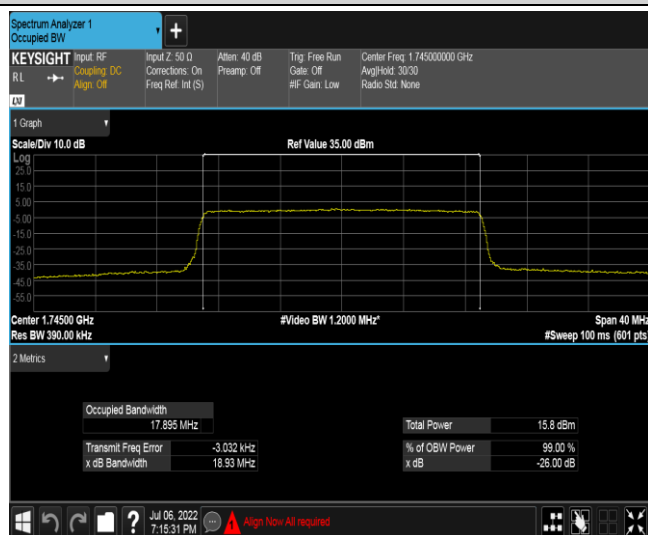 Spectrum Analyzer 1
Occupied BW
+
KEYSIGHT Input: RF Input Z: 50 Ω Atten: 40 dB Trig: Free Run Center Freq: 1.745000000 GHz
RL Coupling: DC Corrections: On Preamp: Off Gate: Off Avg|Hold: 30/30
Align: Off Freq Ref: Int (S) #IF Gain: Low Radio Std: None
LXI
1 Graph
Scale/Div 10.0 dB Ref Value 35.00 dBm
Log
25.0
15.0
5.00
-5.00
-15.0
-25.0
-35.0
-45.0
-55.0
Center 1.74500 GHz #Video BW 1.2000 MHz* Span 40 MHz
Res BW 390.00 kHz #Sweep 100 ms (601 pts)
2 Metrics
Occupied Bandwidth
17.895 MHz Total Power 15.8 dBm
Transmit Freq Error -3.032 kHz % of OBW Power 99.00 %
x dB Bandwidth 18.93 MHz x dB -26.00 dB
? Jul 06, 2022
7:15:31 PM
1 Align Now All required